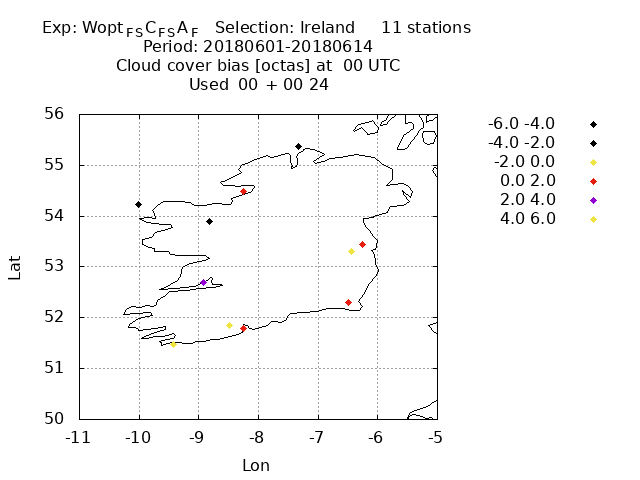 Exp: WoptFSCFSAF Selection: Ireland 11 stations
Period: 20180601-20180614
Cloud cover bias [octas] at 00 UTC
Used 00 + 00 24
56
55
54
53
52
51
50
Lat
-11 -10 -9 -8 -7 -6 -5
Lon
-6.0 -4.0
-4.0 -2.0
-2.0 0.0
0.0 2.0
2.0 4.0
4.0 6.0